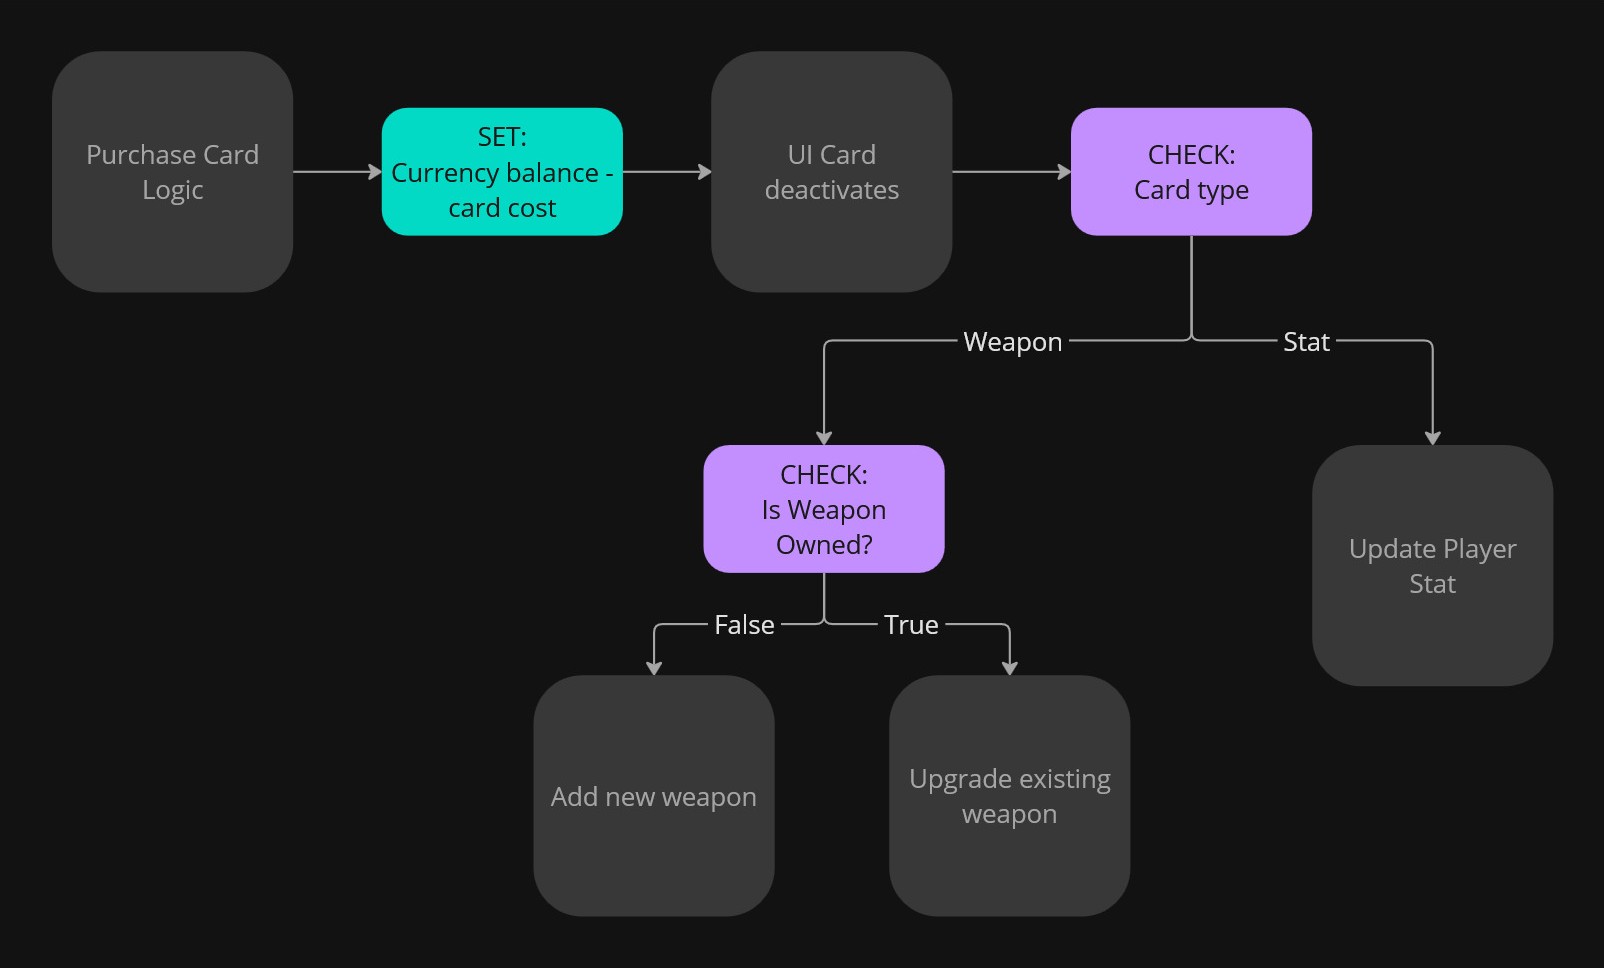 Purchase Card
Logic
SET:
Currency balance -
card cost
UI Card
deactivates
CHECK:
Card type
Weapon
Stat
CHECK:
Is Weapon
Owned?
Update Player
Stat
False
True
Add new weapon
Upgrade existing
weapon